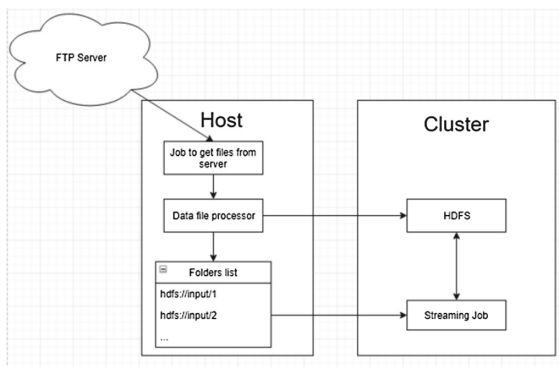 FTP Server
Host
Cluster
Job to get files from
server
Data file processor
HDFS
Folders list
hdfs://input/1
hdfs://input/2
...
Streaming Job